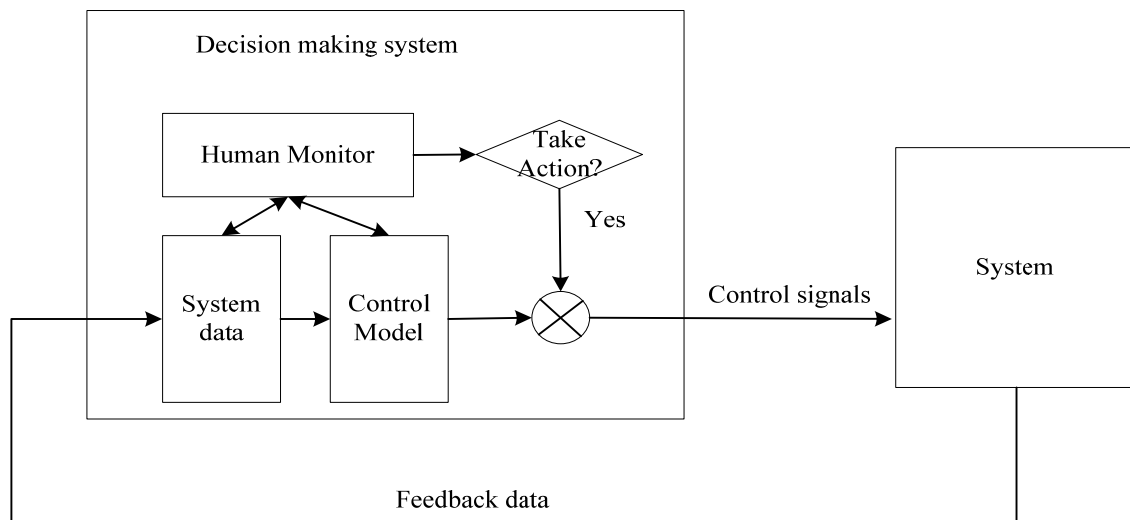 Decision making system
Human Monitor
Take
Action?
Yes
System
data
Control
Model
Control signals
System
Feedback data